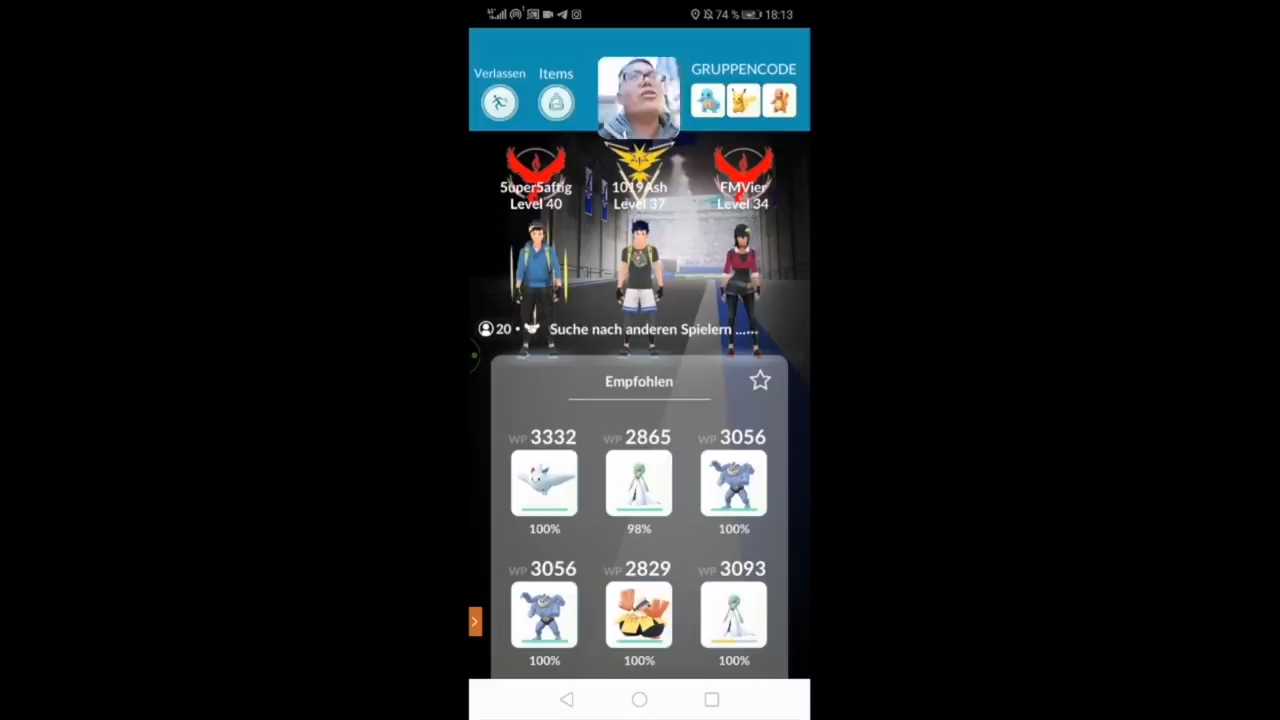 74 % 18:13
GRUPPENCODE
Verlassen Items
5uper5aftig 1019Ash FMVier
Level 40 Level 37 Level 34
20 • Suche nach anderen Spielern ......
Empfohlen
WP 3332 WP 2865 WP 3056
100% 98% 100%
WP 3056 WP 2829 WP 3093
100% 100% 100%